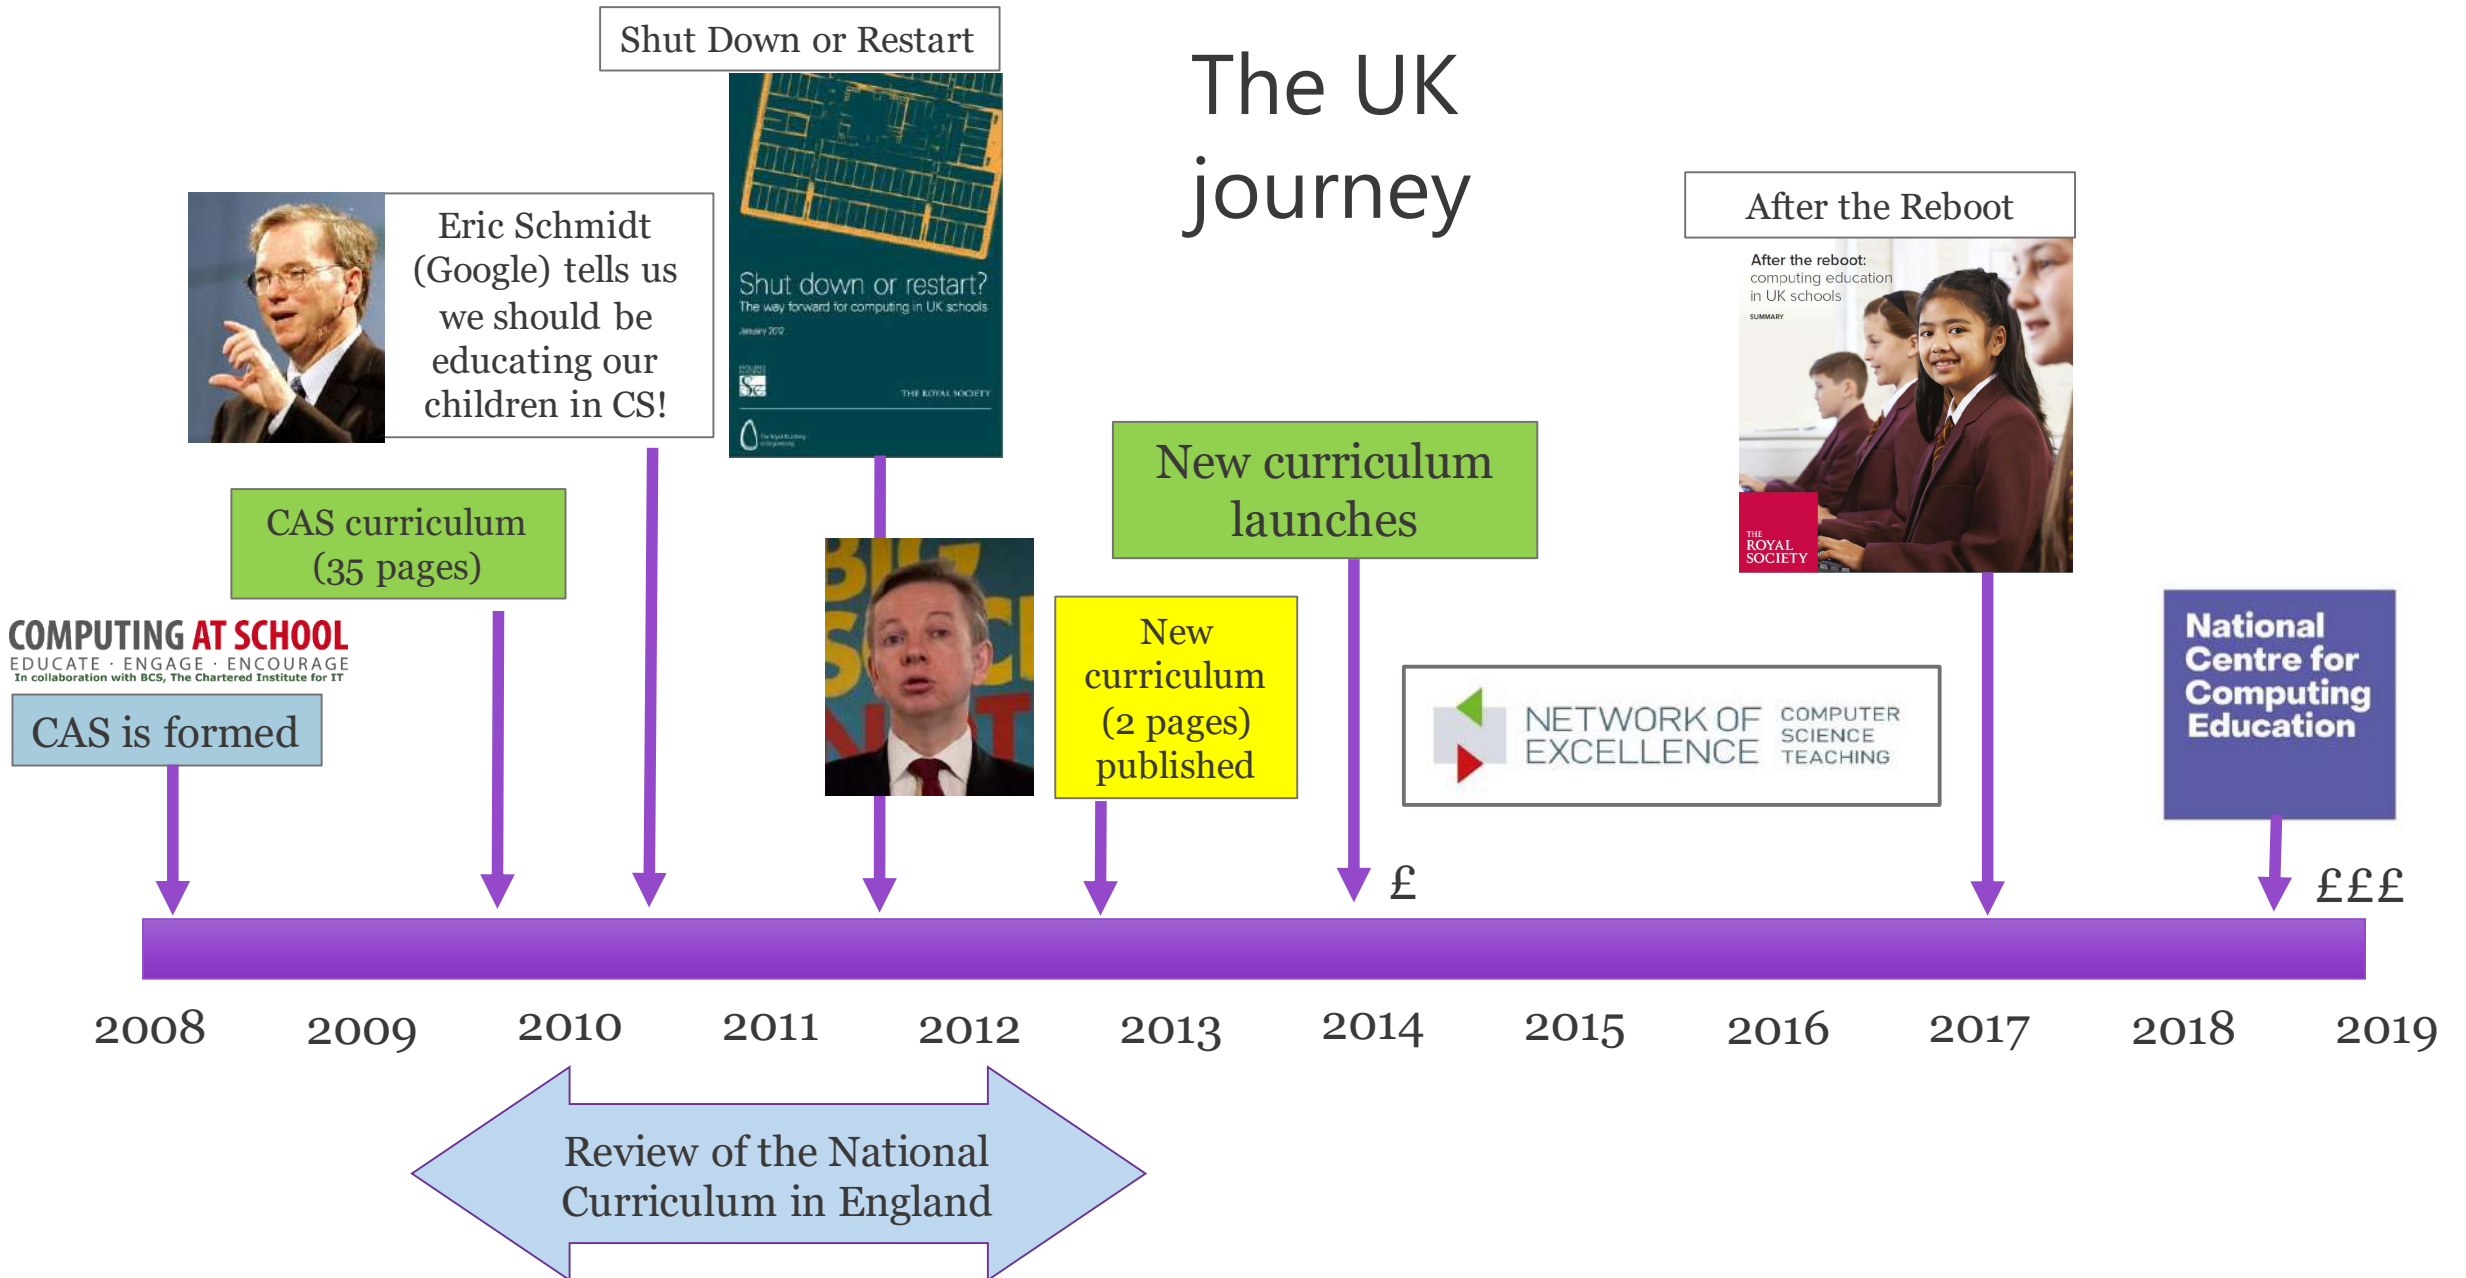 Shut Down or Restart
The UK
journey
Eric Schmidt
(Google) tells us
we should be
educating our
children in CS!
Shut down or restart?
The way forward for computing in UK schools
January 2012
THE ROYAL SOCIETY
After the Reboot
After the reboot:
computing education
in UK schools
SUMMARY
THE
ROYAL
SOCIETY
CAS curriculum
(35 pages)
New curriculum
launches
COMPUTING AT SCHOOL
EDUCATE · ENGAGE · ENCOURAGE
In collaboration with BCS, The Chartered Institute for IT
CAS is formed
BIG
New
curriculum
(2 pages)
published
NETWORK OF
EXCELLENCE
COMPUTER
SCIENCE
TEACHING
National
Centre for
Computing
Education
£
£££
2008 2009 2010 2011 2012 2013 2014 2015 2016 2017 2018 2019
Review of the National
Curriculum in England